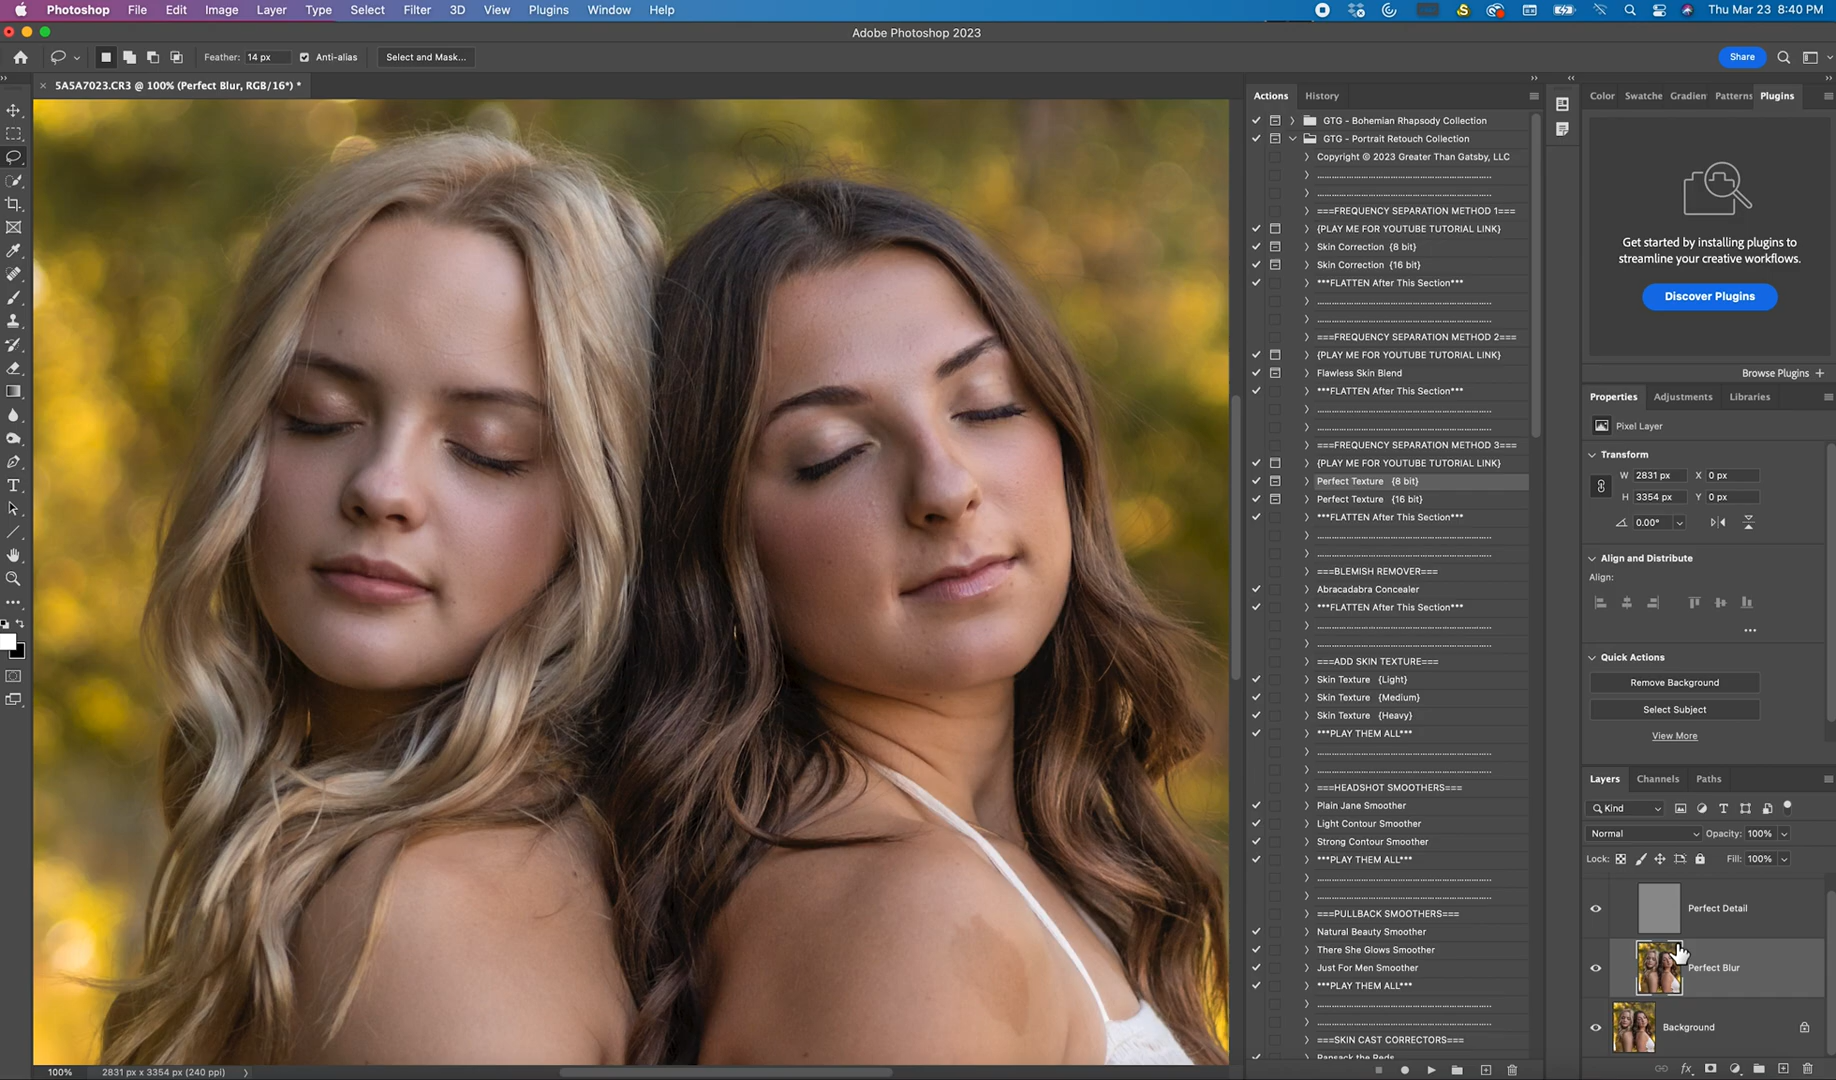 Photoshop File Edit Image Layer Type Select Filter 3D View Plugins Window Help Thu Mar 23 8:40 PM
Adobe Photoshop 2023
Feather: 14 px Anti-alias Select and Mask... Share
5A5A7023.CR3 @ 100% (Perfect Blur, RGB/16*) *
Actions History
GTG - Bohemian Rhapsody Collection
GTG - Portrait Retouch Collection
Copyright © 2023 Greater Than Gatsby, LLC
===FREQUENCY SEPARATION METHOD 1===
{PLAY ME FOR YOUTUBE TUTORIAL LINK}
Skin Correction {8 bit}
Skin Correction {16 bit}
***FLATTEN After This Section***
===FREQUENCY SEPARATION METHOD 2===
{PLAY ME FOR YOUTUBE TUTORIAL LINK}
Flawless Skin Blend
***FLATTEN After This Section***
===FREQUENCY SEPARATION METHOD 3===
{PLAY ME FOR YOUTUBE TUTORIAL LINK}
Perfect Texture {8 bit}
Perfect Texture {16 bit}
***FLATTEN After This Section***
===BLEMISH REMOVER===
Abracadabra Concealer
***FLATTEN After This Section***
===ADD SKIN TEXTURE===
Skin Texture {Light}
Skin Texture {Medium}
Skin Texture {Heavy}
***PLAY THEM ALL***
===HEADSHOT SMOOTHERS===
Plain Jane Smoother
Light Contour Smoother
Strong Contour Smoother
***PLAY THEM ALL***
===PULLBACK SMOOTHERS===
Natural Beauty Smoother
There She Glows Smoother
Just For Men Smoother
***PLAY THEM ALL***
===SKIN CAST CORRECTORS===
Ransack the Reds
Color Swatche Gradien Patterns Plugins
Get started by installing plugins to
streamline your creative workflows.
Discover Plugins
Browse Plugins +
Properties Adjustments Libraries
Pixel Layer
Transform
W 2831 px X 0 px
H 3354 px Y 0 px
0.00°
Align and Distribute
Align:
Quick Actions
Remove Background
Select Subject
View More
Layers Channels Paths
Kind
Normal Opacity: 100%
Lock: Fill: 100%
Perfect Detail
Perfect Blur
Background
100% 2831 px x 3354 px (240 ppi)